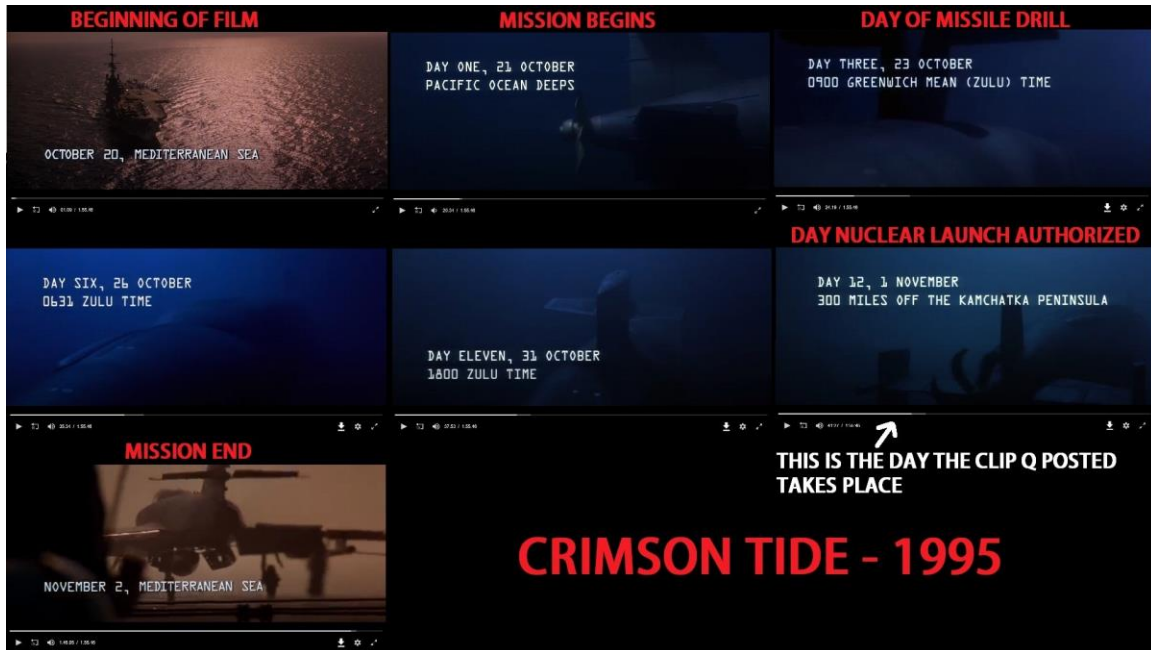 BEGINNING OF FILM
MISSION BEGINS
DAY OF MISSILE DRILL
OCTOBER 20, MEDITERRANEAN SEA
DAY ONE, 21 OCTOBER
PACIFIC OCEAN DEEPS
DAY THREE, 23 OCTOBER
0900 GREENWICH MEAN (ZULU) TIME
DAY NUCLEAR LAUNCH AUTHORIZED
DAY SIX, 26 OCTOBER
0631 ZULU TIME
DAY ELEVEN, 31 OCTOBER
1800 ZULU TIME
DAY 12, 1 NOVEMBER
300 MILES OFF THE KAMCHATKA PENINSULA
MISSION END
THIS IS THE DAY THE CLIP Q POSTED
TAKES PLACE
NOVEMBER 2, MEDITERRANEAN SEA
CRIMSON TIDE - 1995